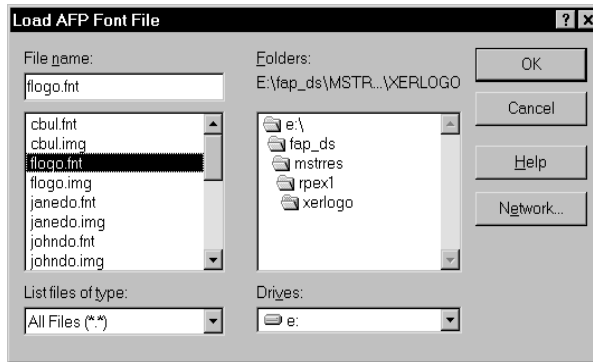 Load AFP Font File
File name:
flogo.fnt
cbul.fnt
cbul.img
flogo.fnt
flogo.img
janedo.fnt
janedo.img
johndo.fnt
johndo.img
List files of type:
All Files (*.*)
Folders:
E:\fap_ds\MSTR...\XERLOGO
e:\
fap_ds
mstrres
rpex1
xerlogo
Drives:
e:
OK
Cancel
Help
Network...